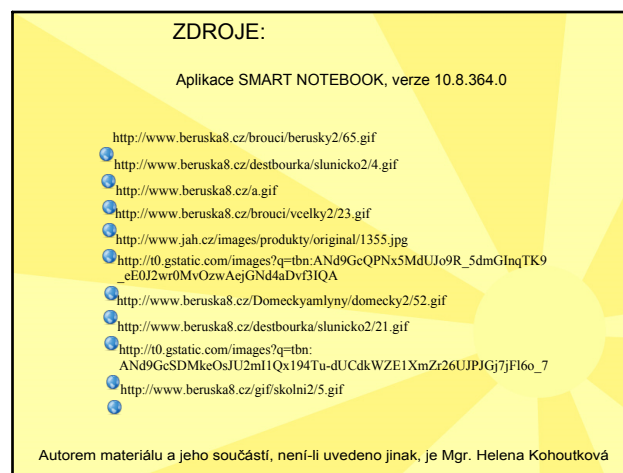 ZDROJE:
Aplikace SMART NOTEBOOK, verze 10.8.364.0
http://www.beruska8.cz/brouci/berusky2/65.gif
http://www.beruska8.cz/destbourka/slunicko2/4.gif
http://www.beruska8.cz/a.gif
http://www.beruska8.cz/brouci/vcelky2/23.gif
http://www.jah.cz/images/produkty/original/1355.jpg
http://t0.gstatic.com/images?q=tbn:ANd9GcQPNx5MdUJo9R_5dmGInqTK9
_eE0J2wr0MvOzwAejGNd4aDvf3IQA
http://www.beruska8.cz/Domeckyamlyny/domecky2/52.gif
http://www.beruska8.cz/destbourka/slunicko2/21.gif
http://t0.gstatic.com/images?q=tbn:
ANd9GcSDMkeOsJU2mI1Qx194Tu-dUCdkWZE1XmZr26UJPJGj7jFl6o_7
http://www.beruska8.cz/gif/skolni2/5.gif
Autorem materiálu a jeho součástí, není-li uvedeno jinak, je Mgr. Helena Kohoutková